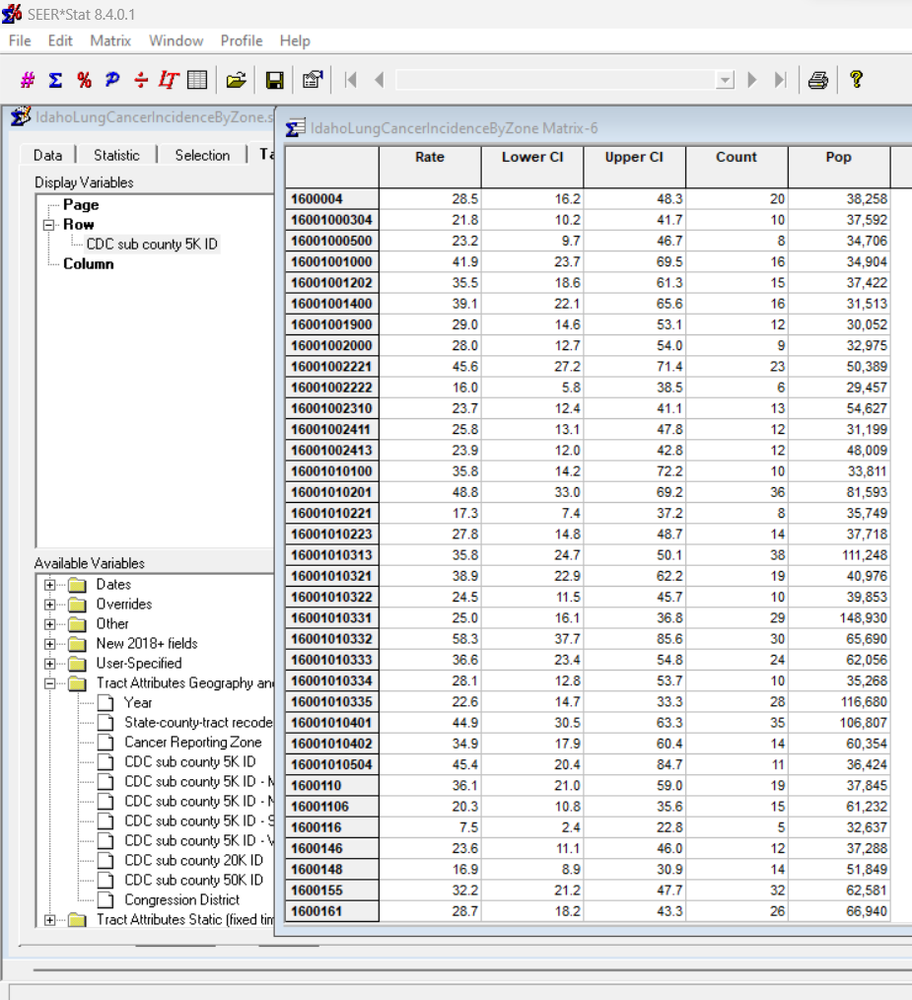 SEER*Stat 8.4.0.1
File Edit Matrix Window Profile Help
# Σ % P ÷ LT ?
IdahoLungCancerIncidenceByZone.s
Data Statistic Selection Ta
Display Variables
Page
Row
CDC sub county 5K ID
Column
Available Variables
Dates
Overrides
Other
New 2018+ fields
User-Specified
Tract Attributes Geography an
Year
State-county-tract recode
Cancer Reporting Zone
CDC sub county 5K ID
CDC sub county 5K ID - M
CDC sub county 5K ID - N
CDC sub county 5K ID - S
CDC sub county 5K ID - V
CDC sub county 20K ID
CDC sub county 50K ID
Congression District
Tract Attributes Static (fixed tim
IdahoLungCancerIncidenceByZone Matrix-6
Rate Lower CI Upper CI Count Pop
1600004 28.5 16.2 48.3 20 38,258
16001000304 21.8 10.2 41.7 10 37,592
16001000500 23.2 9.7 46.7 8 34,706
16001001000 41.9 23.7 69.5 16 34,904
16001001202 35.5 18.6 61.3 15 37,422
16001001400 39.1 22.1 65.6 16 31,513
16001001900 29.0 14.6 53.1 12 30,052
16001002000 28.0 12.7 54.0 9 32,975
16001002221 45.6 27.2 71.4 23 50,389
16001002222 16.0 5.8 38.5 6 29,457
16001002310 23.7 12.4 41.1 13 54,627
16001002411 25.8 13.1 47.8 12 31,199
16001002413 23.9 12.0 42.8 12 48,009
16001010100 35.8 14.2 72.2 10 33,811
16001010201 48.8 33.0 69.2 36 81,593
16001010221 17.3 7.4 37.2 8 35,749
16001010223 27.8 14.8 48.7 14 37,718
16001010313 35.8 24.7 50.1 38 111,248
16001010321 38.9 22.9 62.2 19 40,976
16001010322 24.5 11.5 45.7 10 39,853
16001010331 25.0 16.1 36.8 29 148,930
16001010332 58.3 37.7 85.6 30 65,690
16001010333 36.6 23.4 54.8 24 62,056
16001010334 28.1 12.8 53.7 10 35,268
16001010335 22.6 14.7 33.3 28 116,680
16001010401 44.9 30.5 63.3 35 106,807
16001010402 34.9 17.9 60.4 14 60,354
16001010504 45.4 20.4 84.7 11 36,424
1600110 36.1 21.0 59.0 19 37,845
16001106 20.3 10.8 35.6 15 61,232
1600116 7.5 2.4 22.8 5 32,637
1600146 23.6 11.1 46.0 12 37,288
1600148 16.9 8.9 30.9 14 51,849
1600155 32.2 21.2 47.7 32 62,581
1600161 28.7 18.2 43.3 26 66,940